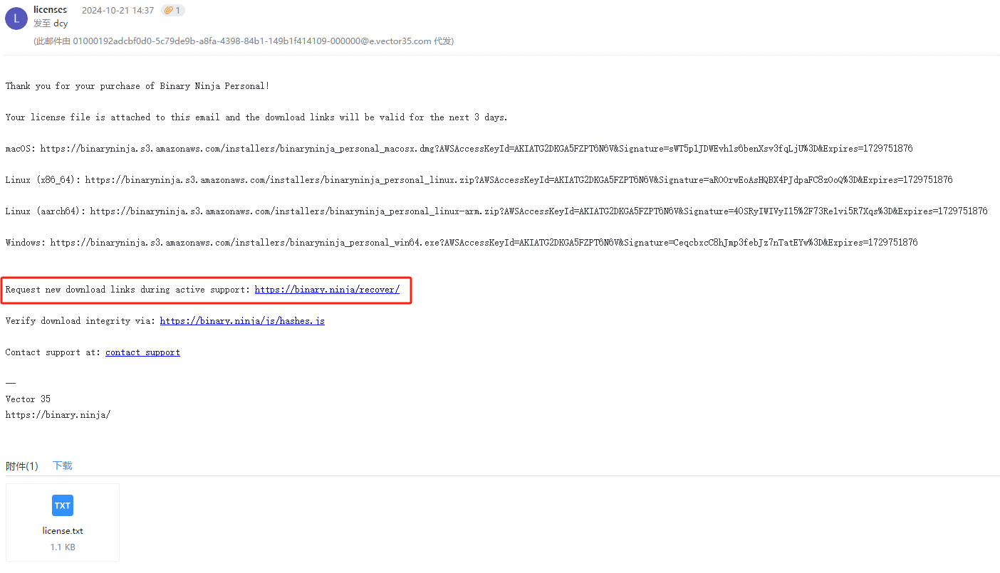 L
licenses 2024-10-21 14:37 1
发至 dcy
(此邮件由 01000192adcbf0d0-5c79de9b-a8fa-4398-84b1-149b1f414109-000000@e.vector35.com 代发)
Thank you for your purchase of Binary Ninja Personal!
Your license file is attached to this email and the download links will be valid for the next 3 days.
macOS: https://binaryninja.s3.amazonaws.com/installers/binaryninja_personal_macosx.dmg?AWSAccessKeyId=AKIATG2DKGA5FZPT6N6V&Signature=sWT5p1JDWEvh1s6benXsv3fqLjU%3D&Expires=1729751876
Linux (x86_64): https://binaryninja.s3.amazonaws.com/installers/binaryninja_personal_linux.zip?AWSAccessKeyId=AKIATG2DKGA5FZPT6N6V&Signature=aROOrwEoAsHQBX4PJdpaFC8zOoQ%3D&Expires=1729751876
Linux (aarch64): https://binaryninja.s3.amazonaws.com/installers/binaryninja_personal_linux-arm.zip?AWSAccessKeyId=AKIATG2DKGA5FZPT6N6V&Signature=4OSRyIWIVyI15%2F73Re1vi5R7Xqs%3D&Expires=1729751876
Windows: https://binaryninja.s3.amazonaws.com/installers/binaryninja_personal_win64.exe?AWSAccessKeyId=AKIATG2DKGA5FZPT6N6V&Signature=CeqcbxcC8hJmp3febJz7nTatEYw%3D&Expires=1729751876
Request new download links during active support: https://binary.ninja/recover/
Verify download integrity via: https://binary.ninja/js/hashes.js
Contact support at: contact support
—
Vector 35
https://binary.ninja/
附件(1) 下载
TXT
license.txt
1.1 KB